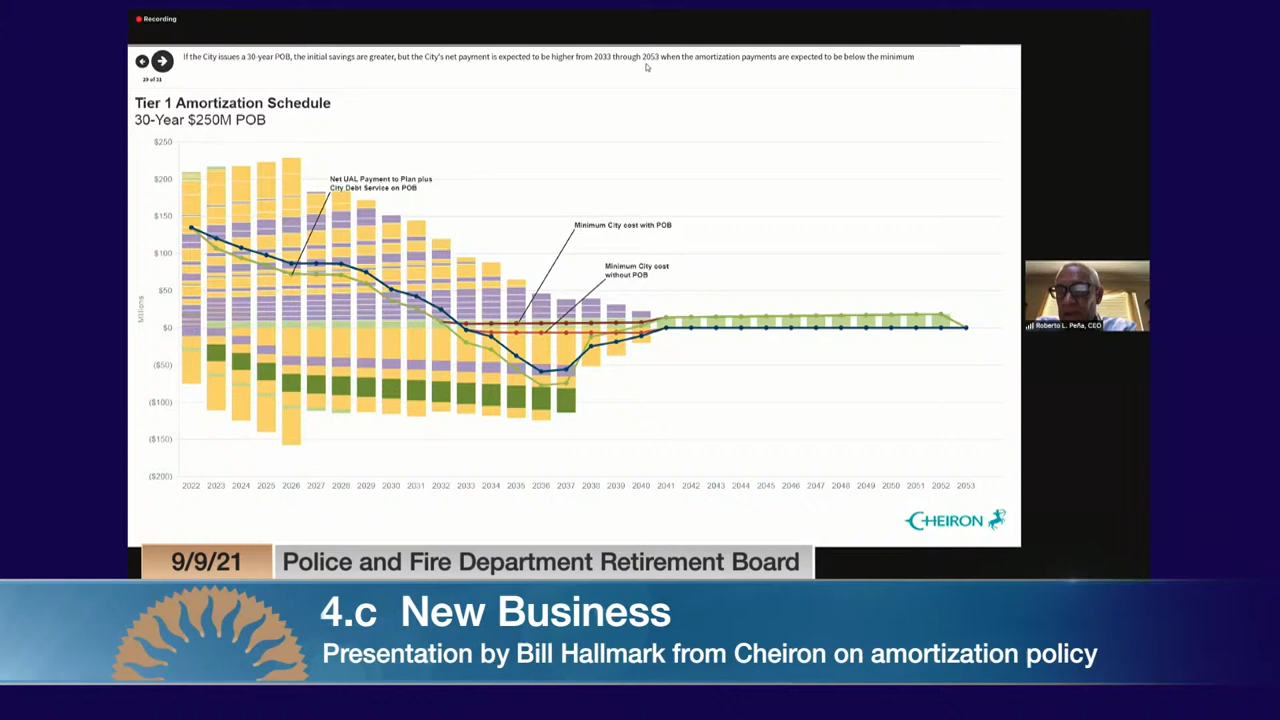 Recording
If the City issues a 30-year POB, the initial savings are greater, but the City's net payment is expected to be higher from 2033 through 2053 when the amortization payments are expected to be below the minimum
29 of 31
Tier 1 Amortization Schedule
30-Year $250M POB
$250
$200
$150
$100
$50
$0
($50)
($100)
($150)
($200)
Millions
Net UAL Payment to Plan plus
City Debt Service on POB
Minimum City cost with POB
Minimum City cost
without POB
2022 2023 2024 2025 2026 2027 2028 2029 2030 2031 2032 2033 2034 2035 2036 2037 2038 2039 2040 2041 2042 2043 2044 2045 2046 2047 2048 2049 2050 2051 2052 2053
CHEIRON
Roberto L. Peña, CEO
9/9/21 Police and Fire Department Retirement Board
4.c New Business
Presentation by Bill Hallmark from Cheiron on amortization policy